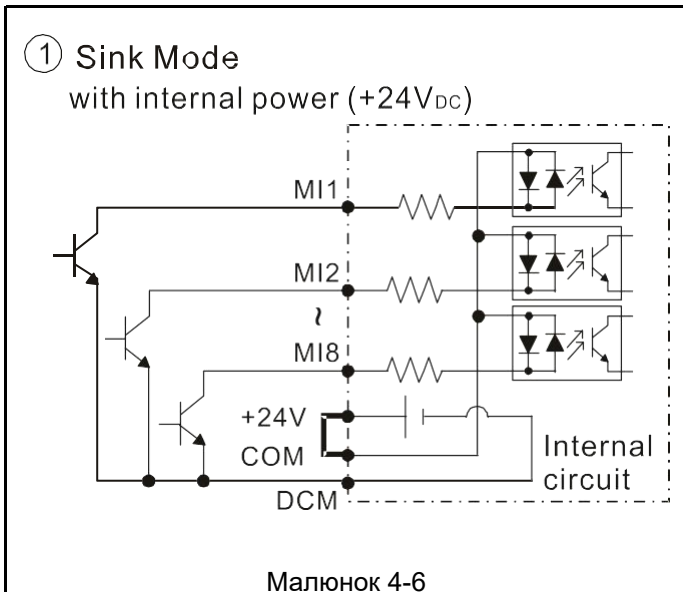 ① Sink Mode
with internal power (+24VDC)
MI1
MI2
~
MI8
+24V
COM
DCM
Internal
circuit
Малюнок 4-6